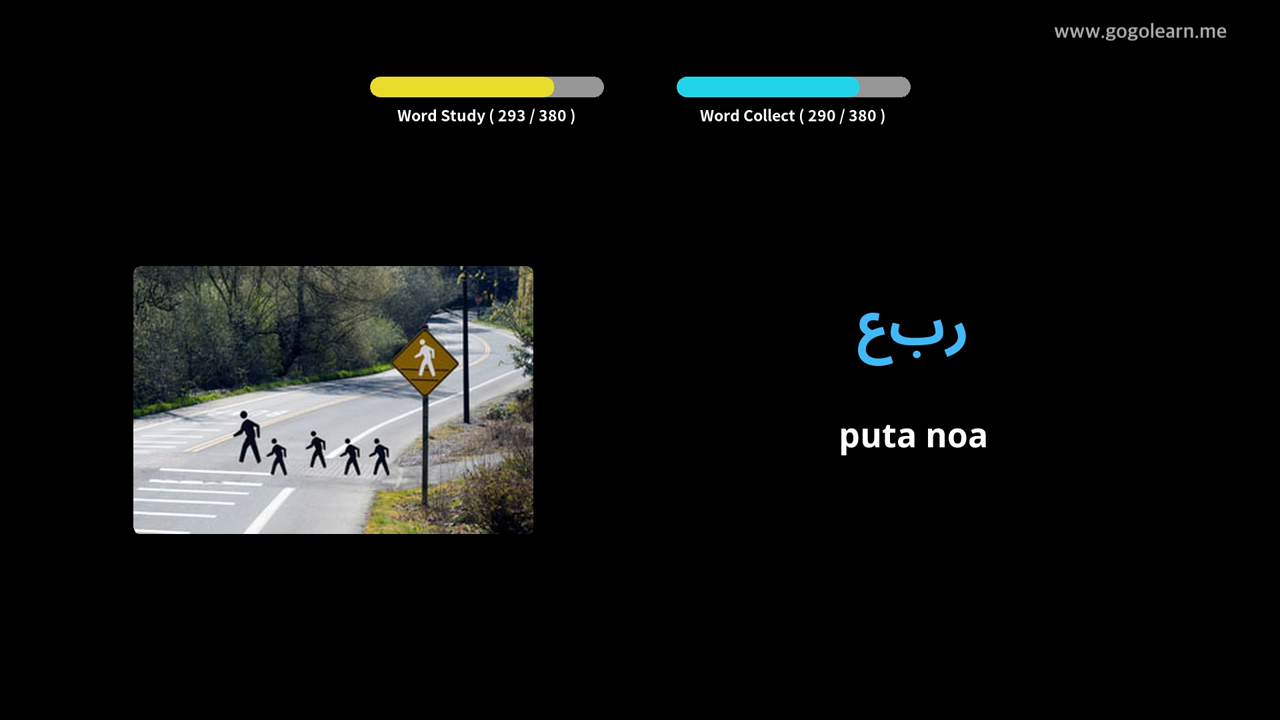 www.gogolearn.me
Word Study ( 293 / 380 )
Word Collect ( 290 / 380 )
ربع
puta noa